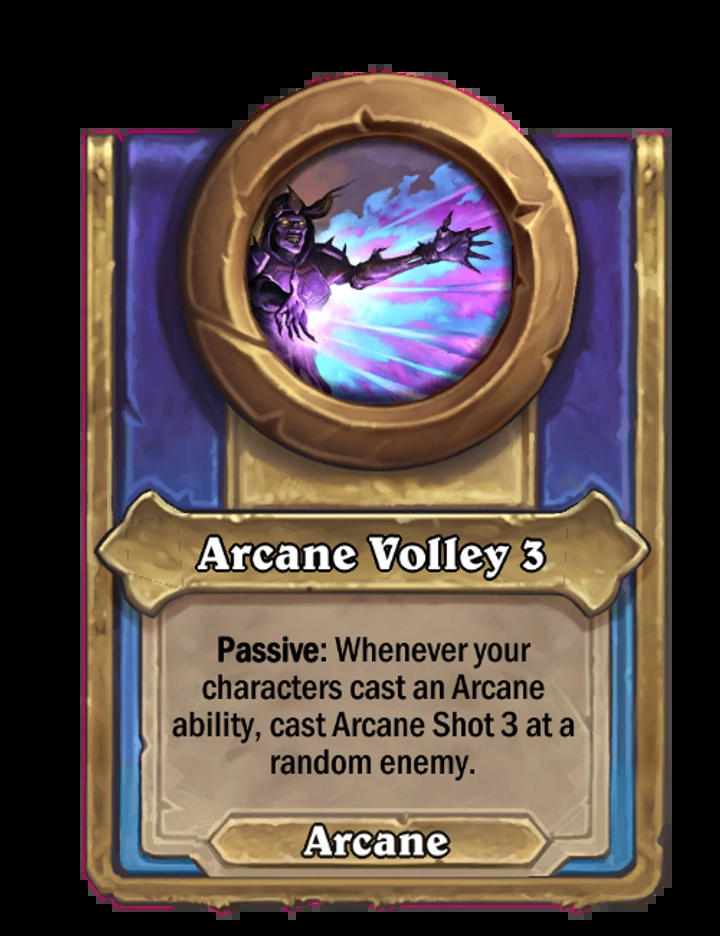 Arcane Volley 3
Passive: Whenever your
characters cast an Arcane
ability, cast Arcane Shot 3 at a
random enemy.
Arcane